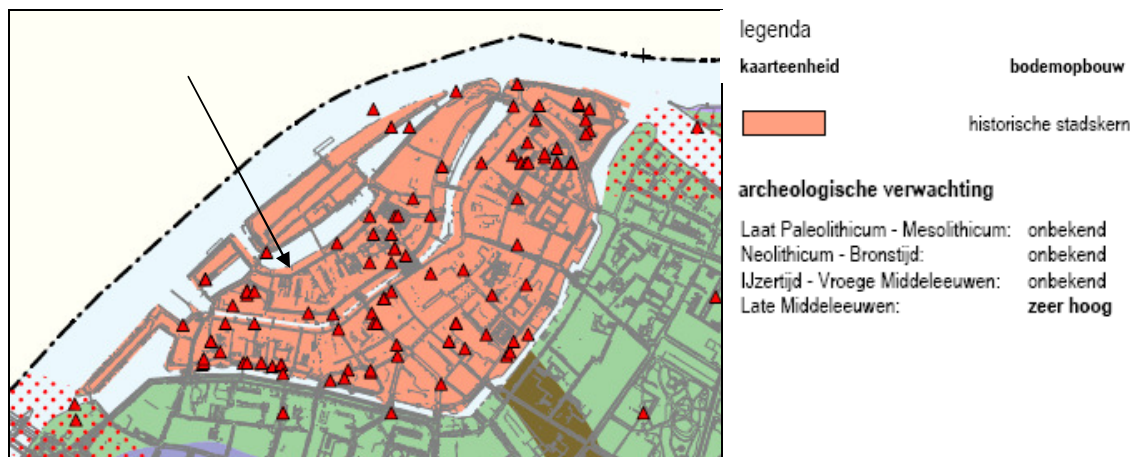 legenda
kaarteenheid bodemopbouw
historische stadskern
archeologische verwachting
Laat Paleolithicum - Mesolithicum: onbekend
Neolithicum - Bronstijd: onbekend
IJzertijd - Vroege Middeleeuwen: onbekend
Late Middeleeuwen: zeer hoog